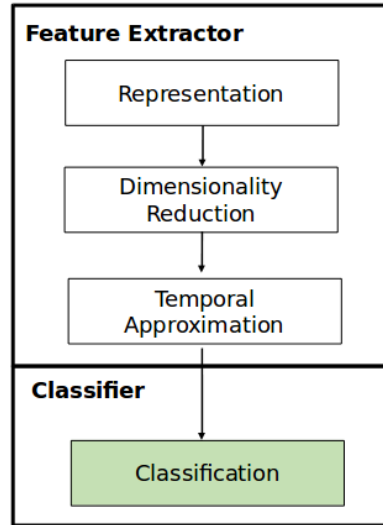 Feature Extractor
Representation
Dimensionality
Reduction
Temporal
Approximation
Classifier
Classification